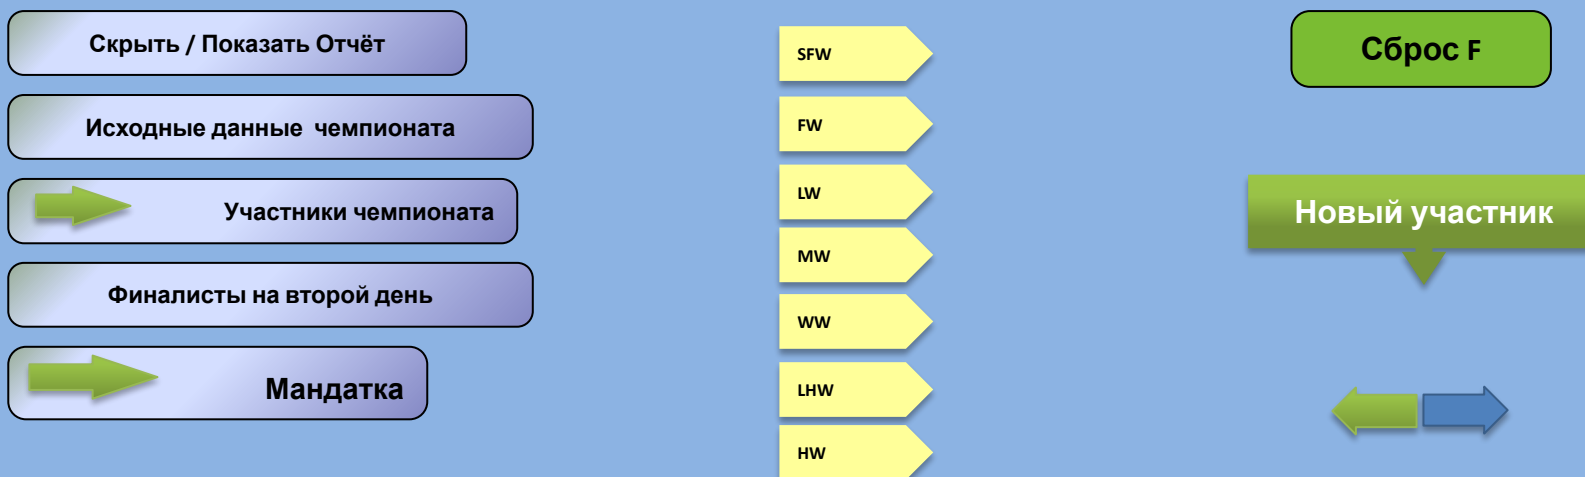 Скрыть / Показать Отчёт
Исходные данные чемпионата
Участники чемпионата
Финалисты на второй день
Мандатка
SFW
FW
LW
MW
WW
LHW
HW
Сброс F
Новый участник